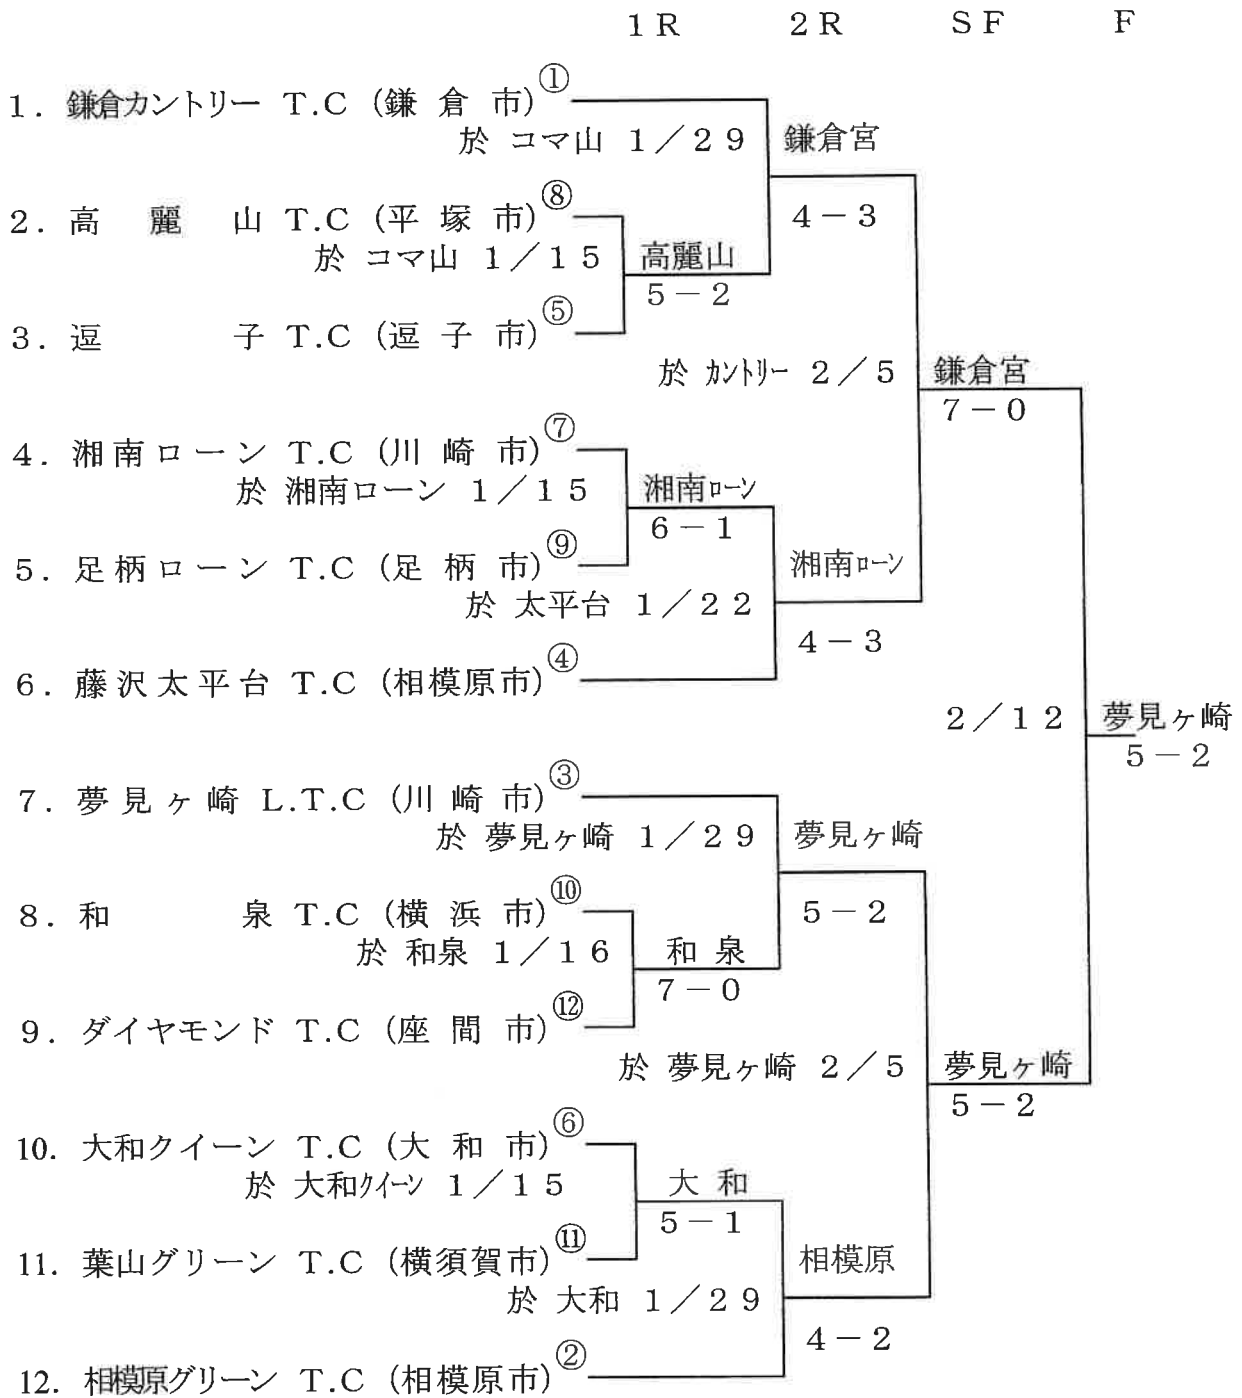 1R 2R SF F
1. 鎌倉カントリー T.C (鎌倉市)①
於 コマ山 1/29 鎌倉宮
4-3
2. 高麗山 T.C (平塚市)⑧
於 コマ山 1/15 高麗山
5-2
3. 逗子 T.C (逗子市)⑤
於 カントリー 2/5 鎌倉宮
7-0
4. 湘南ローン T.C (川崎市)⑦
於 湘南ローン 1/15 湘南ローン
6-1
5. 足柄ローン T.C (足柄市)⑨ 湘南ローン
於 太平台 1/22
4-3
6. 藤沢太平台 T.C (相模原市)④
2/12 夢見ヶ崎
5-2
7. 夢見ヶ崎 L.T.C (川崎市)③
於 夢見ヶ崎 1/29 夢見ヶ崎
5-2
8. 和泉 T.C (横浜市)⑩
於 和泉 1/16 和泉
7-0
9. ダイヤモンド T.C (座間市)⑫
於 夢見ヶ崎 2/5 夢見ヶ崎
5-2
10. 大和クイーン T.C (大和市)⑥
於 大和クイーン 1/15 大和
5-1
11. 葉山グリーン T.C (横須賀市)⑪ 相模原
於 大和 1/29
4-2
12. 相模原グリーン T.C (相模原市)②